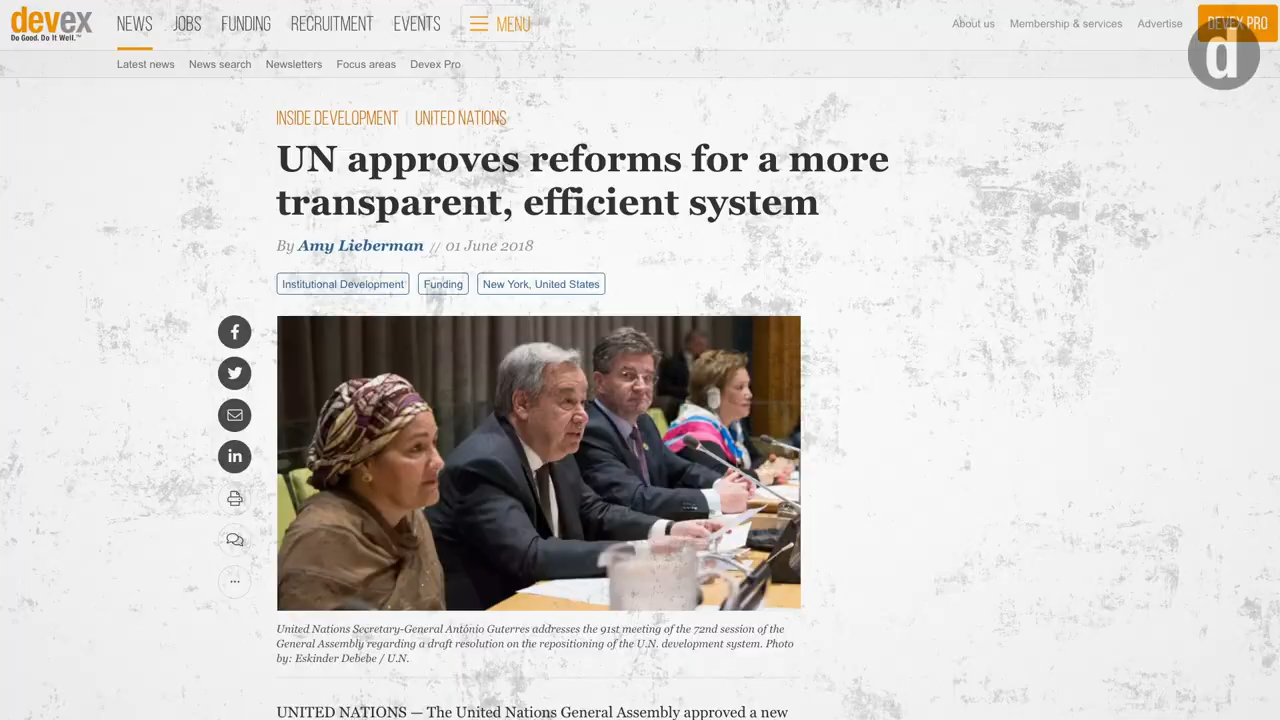 devex
Do Good. Do It Well.™
NEWS JOBS FUNDING RECRUITMENT EVENTS MENU
About us Membership & services Advertise DEVEX PRO
d
Latest news News search Newsletters Focus areas Devex Pro
INSIDE DEVELOPMENT | UNITED NATIONS
UN approves reforms for a more
transparent, efficient system
By Amy Lieberman // 01 June 2018
Institutional Development Funding New York, United States
United Nations Secretary-General António Guterres addresses the 91st meeting of the 72nd session of the
General Assembly regarding a draft resolution on the repositioning of the U.N. development system. Photo
by: Eskinder Debebe / U.N.
UNITED NATIONS — The United Nations General Assembly approved a new